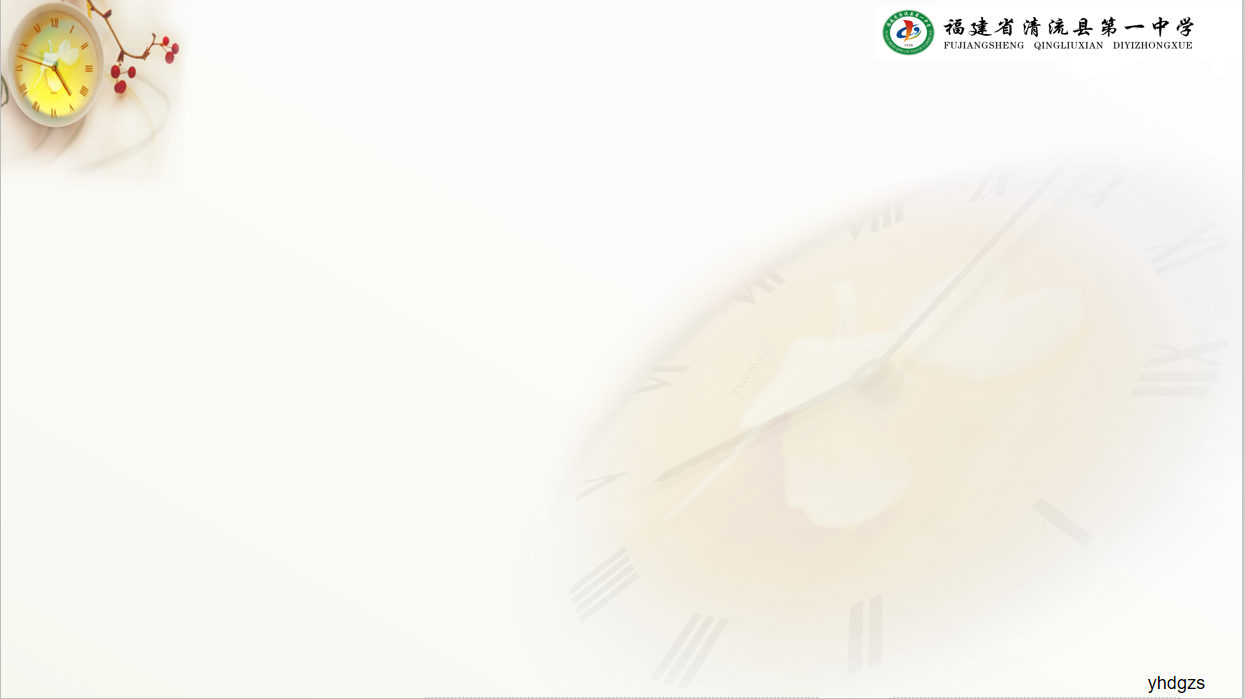 福建省清流县第一中学
FUJIANGSHENG QINGLIUXIAN DIYIZHONGXUE
yhdgzs